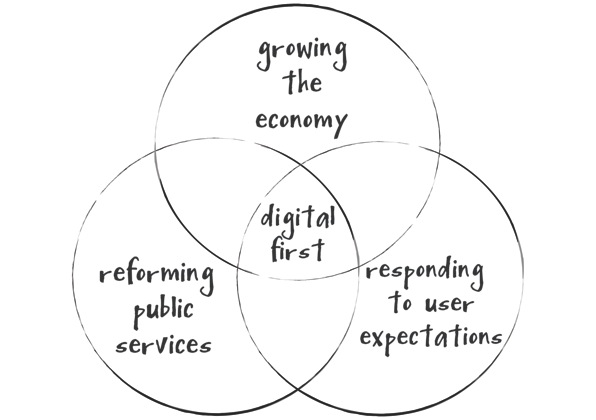 growing
the
economy
digital
first
reforming
public
services
responding
to user
expectations